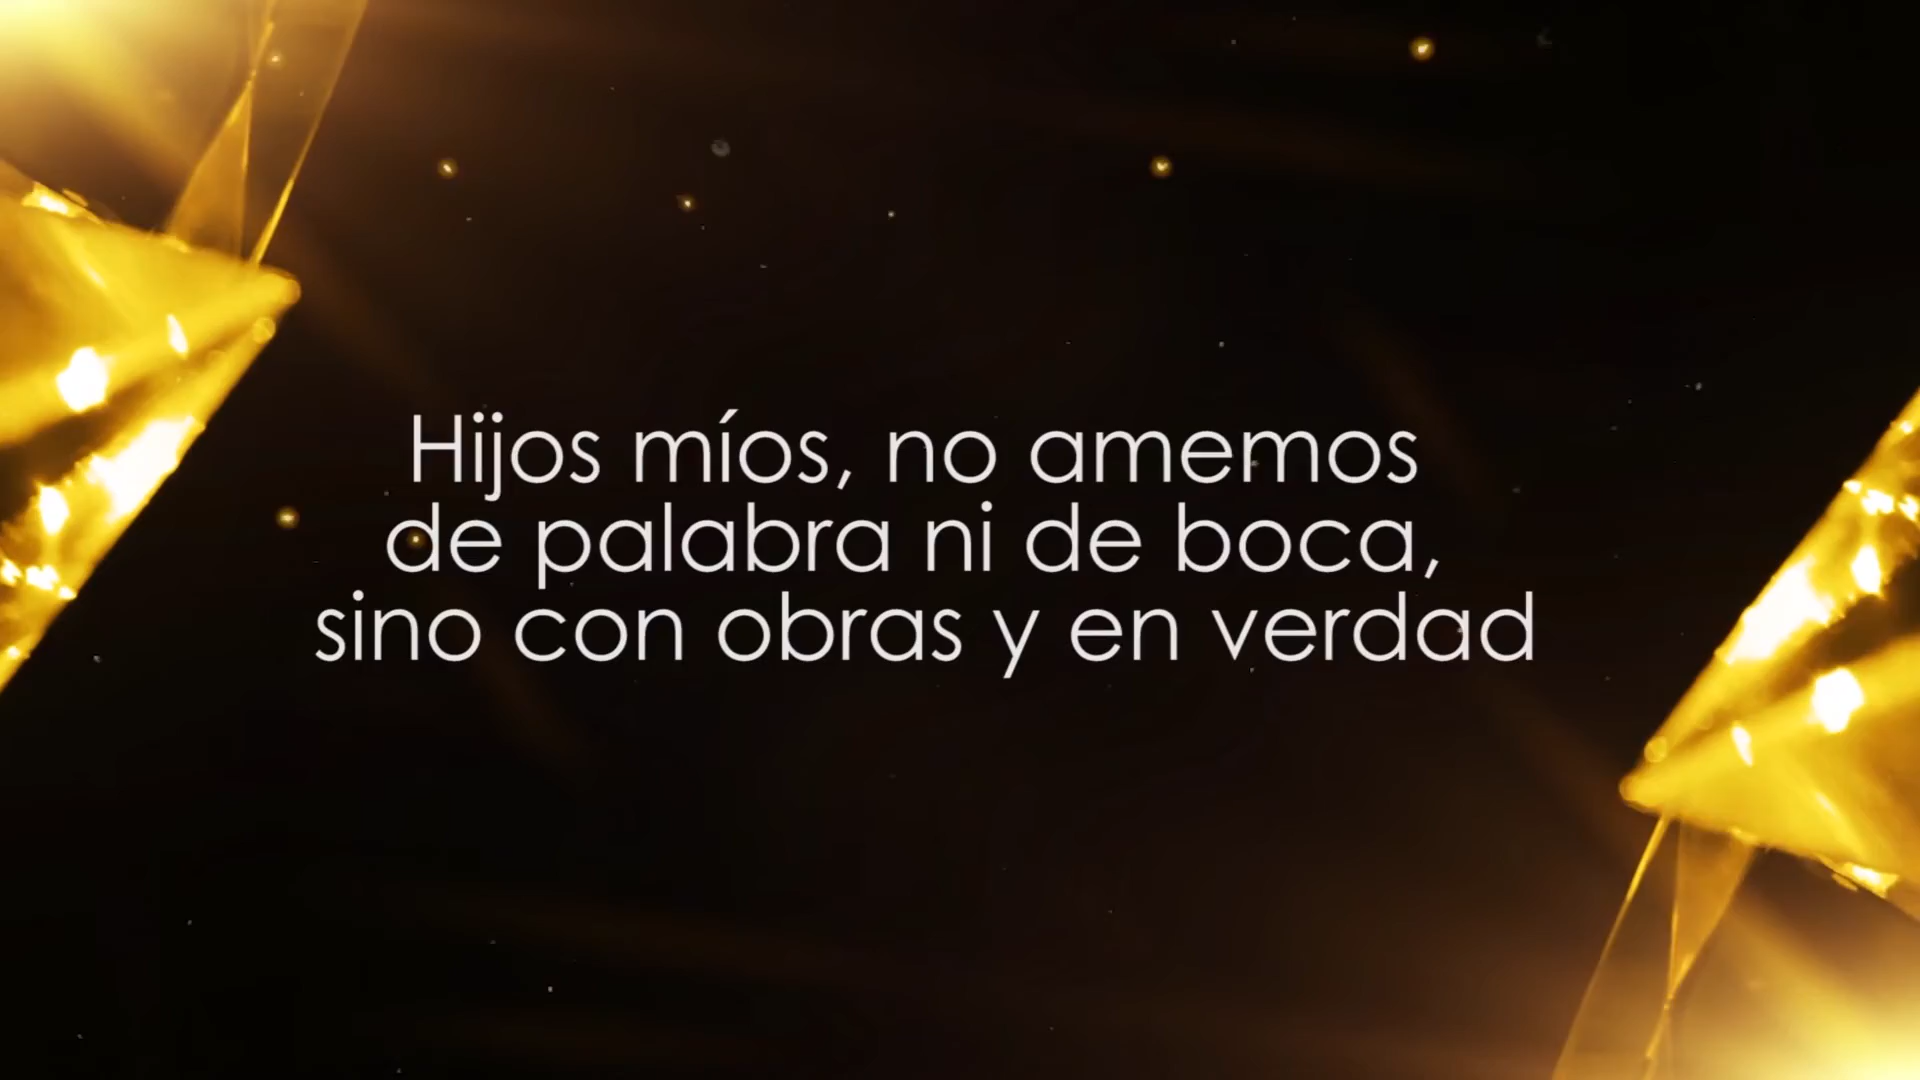 Hijos míos, no amemos
de palabra ni de boca,
sino con obras y en verdad